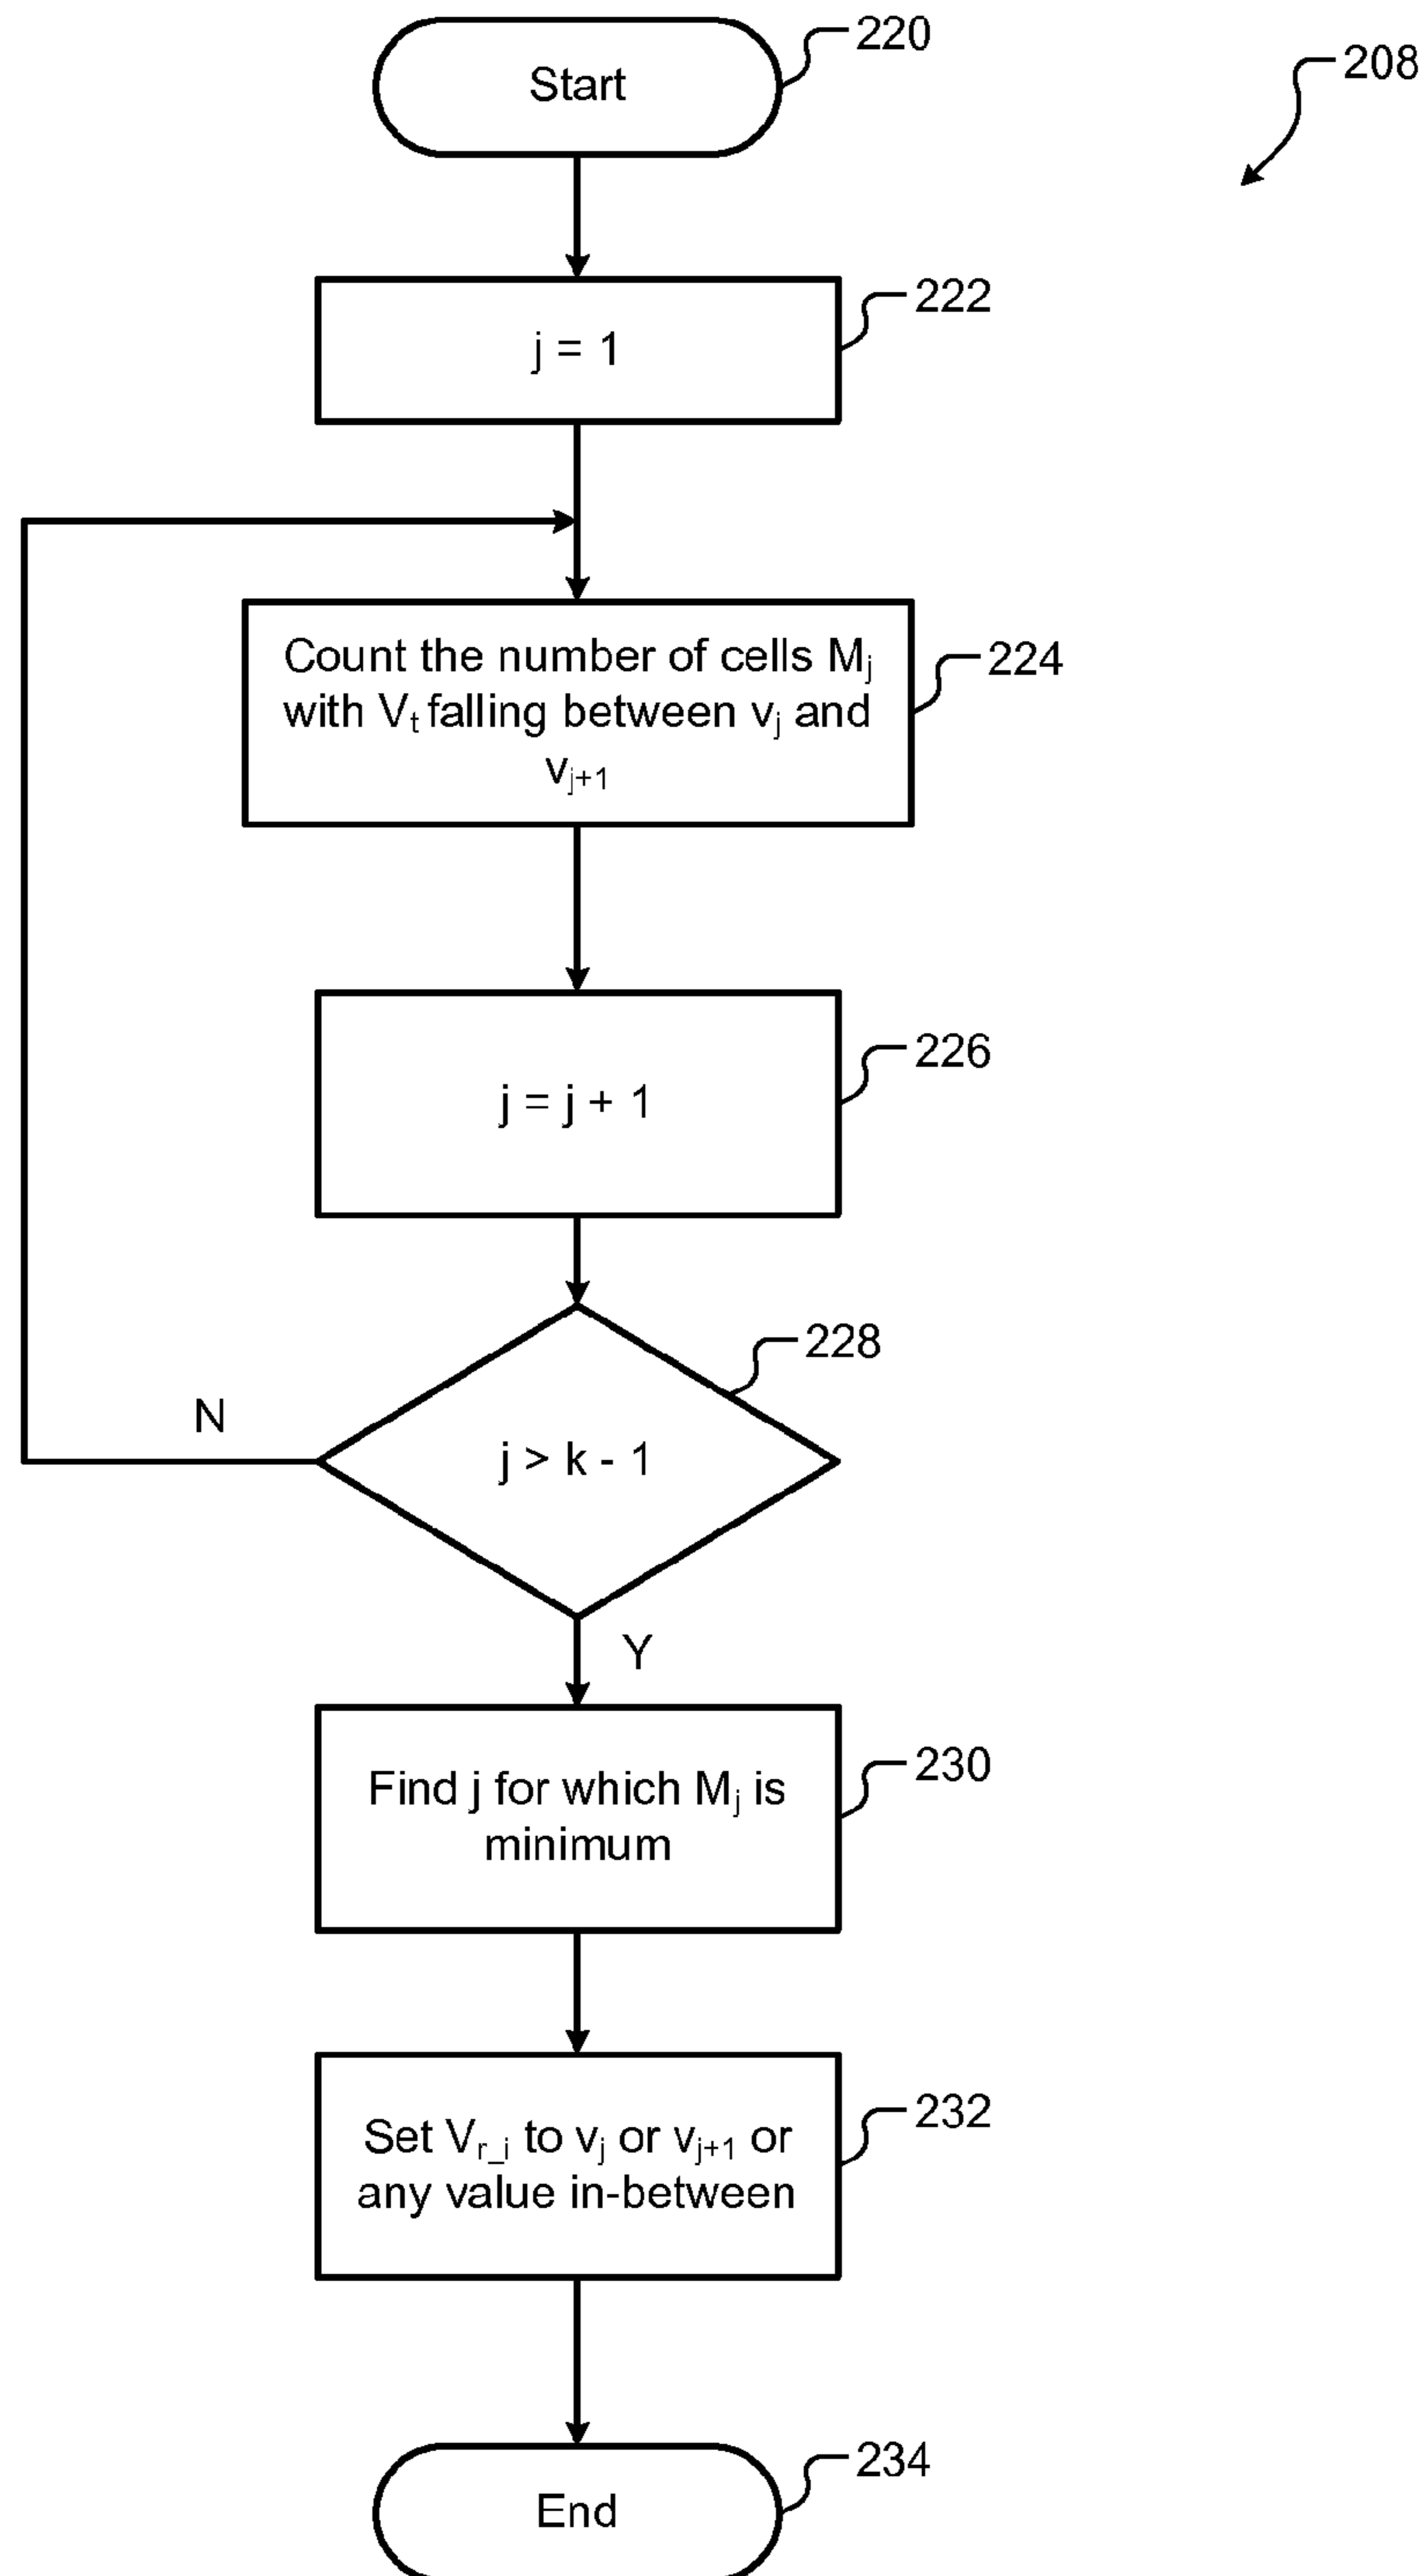 Start
220
208
j = 1
222
Count the number of cells Mj
with Vt falling between vj and
vj+1
224
j = j + 1
226
228
N
j > k - 1
Y
Find j for which Mj is
minimum
230
Set Vr_i to vj or vj+1 or
any value in-between
232
End
234